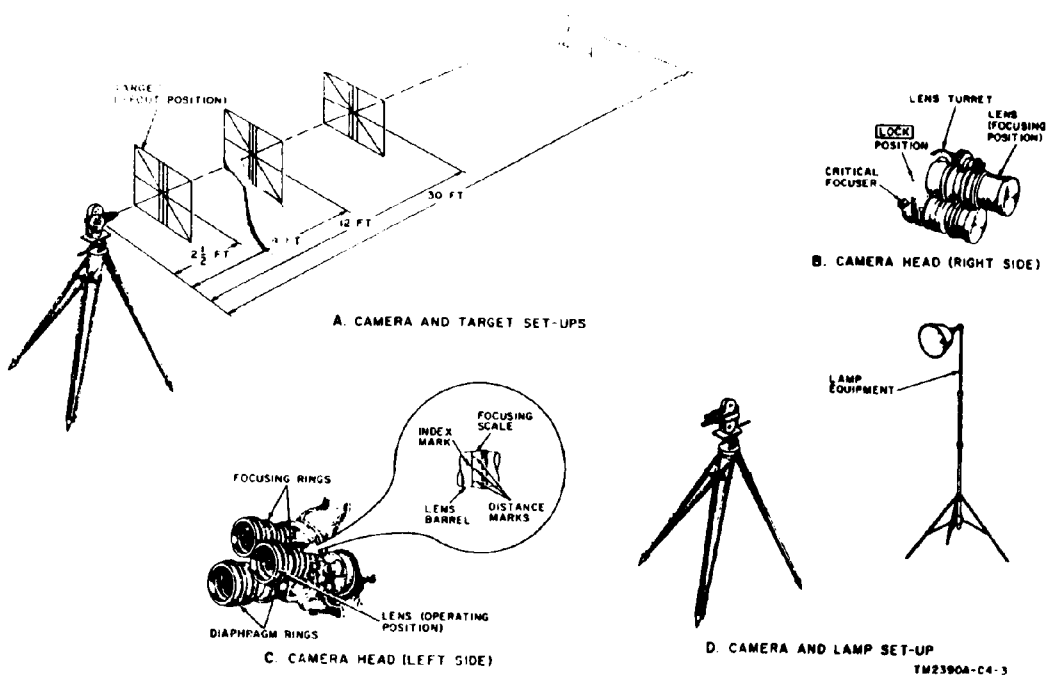 POSITION)
2 1/2 FT
FT
12 FT
30 FT
A. CAMERA AND TARGET SET-UPS
LENS TURRET
LOCK
POSITION
LENS
(FOCUSING
POSITION)
CRITICAL
FOCUSER
B. CAMERA HEAD (RIGHT SIDE)
FOCUSING RINGS
INDEX
MARK
FOCUSING
SCALE
LENS
BARREL
DISTANCE
MARKS
LENS (OPERATING
POSITION)
DIAPHRAGM RINGS
C. CAMERA HEAD (LEFT SIDE)
LAMP
EQUIPMENT
D. CAMERA AND LAMP SET-UP
TM2390A-C4-3